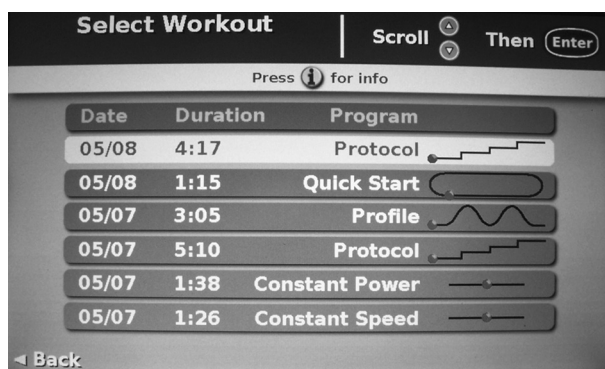 Select Workout
Scroll Then Enter
Press i for info
Date Duration Program
05/08 4:17 Protocol
05/08 1:15 Quick Start
05/07 3:05 Profile
05/07 5:10 Protocol
05/07 1:38 Constant Power
05/07 1:26 Constant Speed
Back